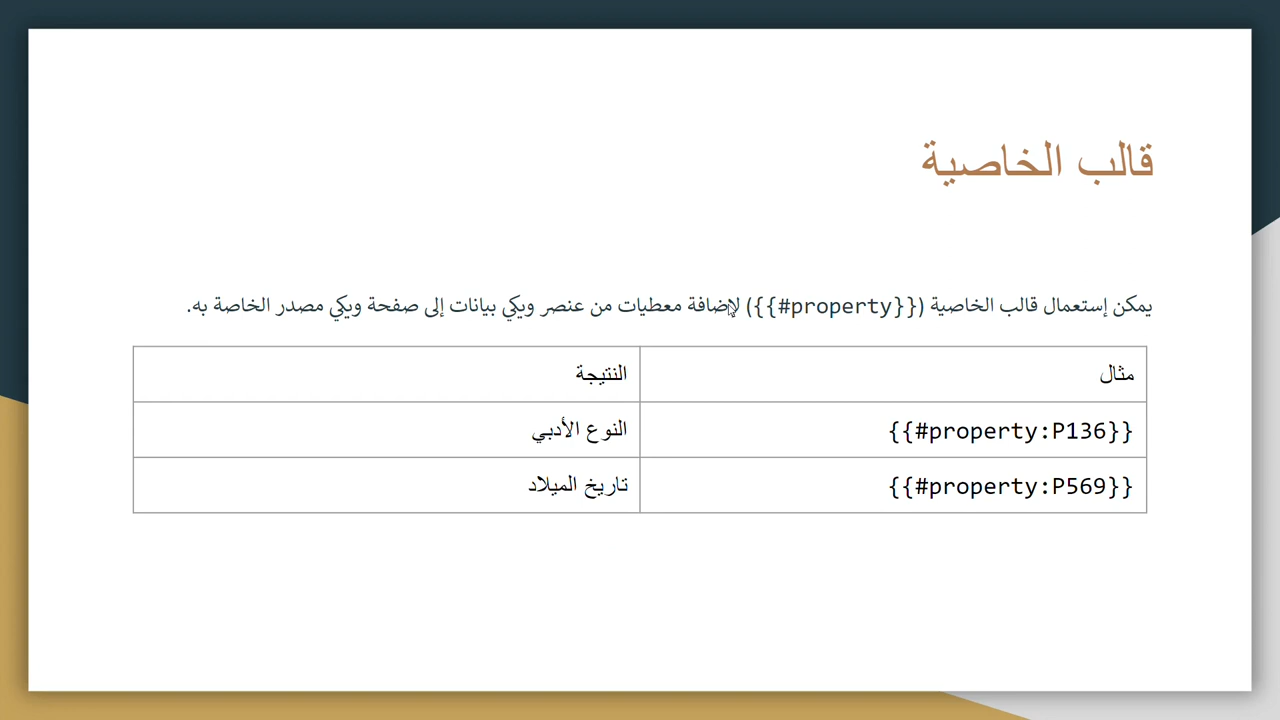 قالب الخاصية
يمكن إستعمال قالب الخاصية ({{#property}}) لإضافة معطيات من عنصر ويكي بيانات إلى صفحة ويكي مصدر الخاصة به.
مثال النتيجة
{{#property:P136}} النوع الأدبي
{{#property:P569}} تاريخ الميلاد